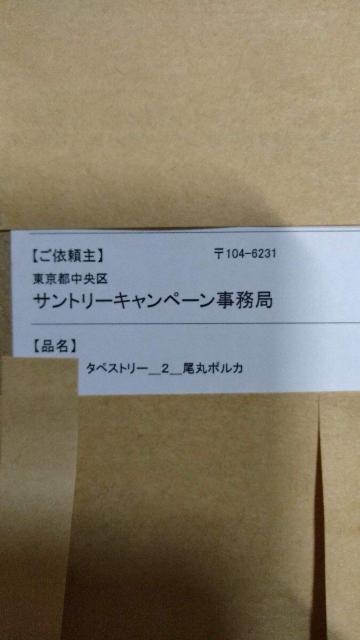 【ご依頼主】 〒104-6231
東京都中央区
サントリーキャンペーン事務局
【品名】
タペストリー＿2＿尾丸ポルカ